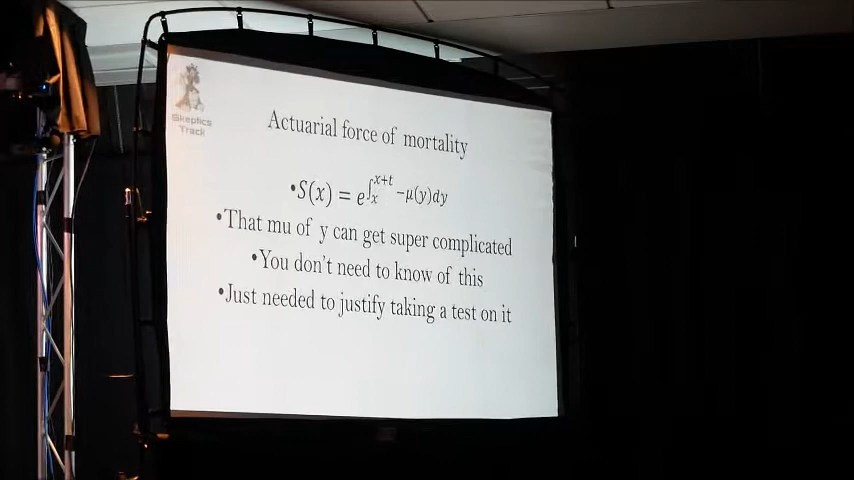 Skeptics
Track
Actuarial force of mortality
•S(x) = e^∫_x^{x+t} −μ(y)dy
•That mu of y can get super complicated
•You don't need to know of this
•Just needed to justify taking a test on it